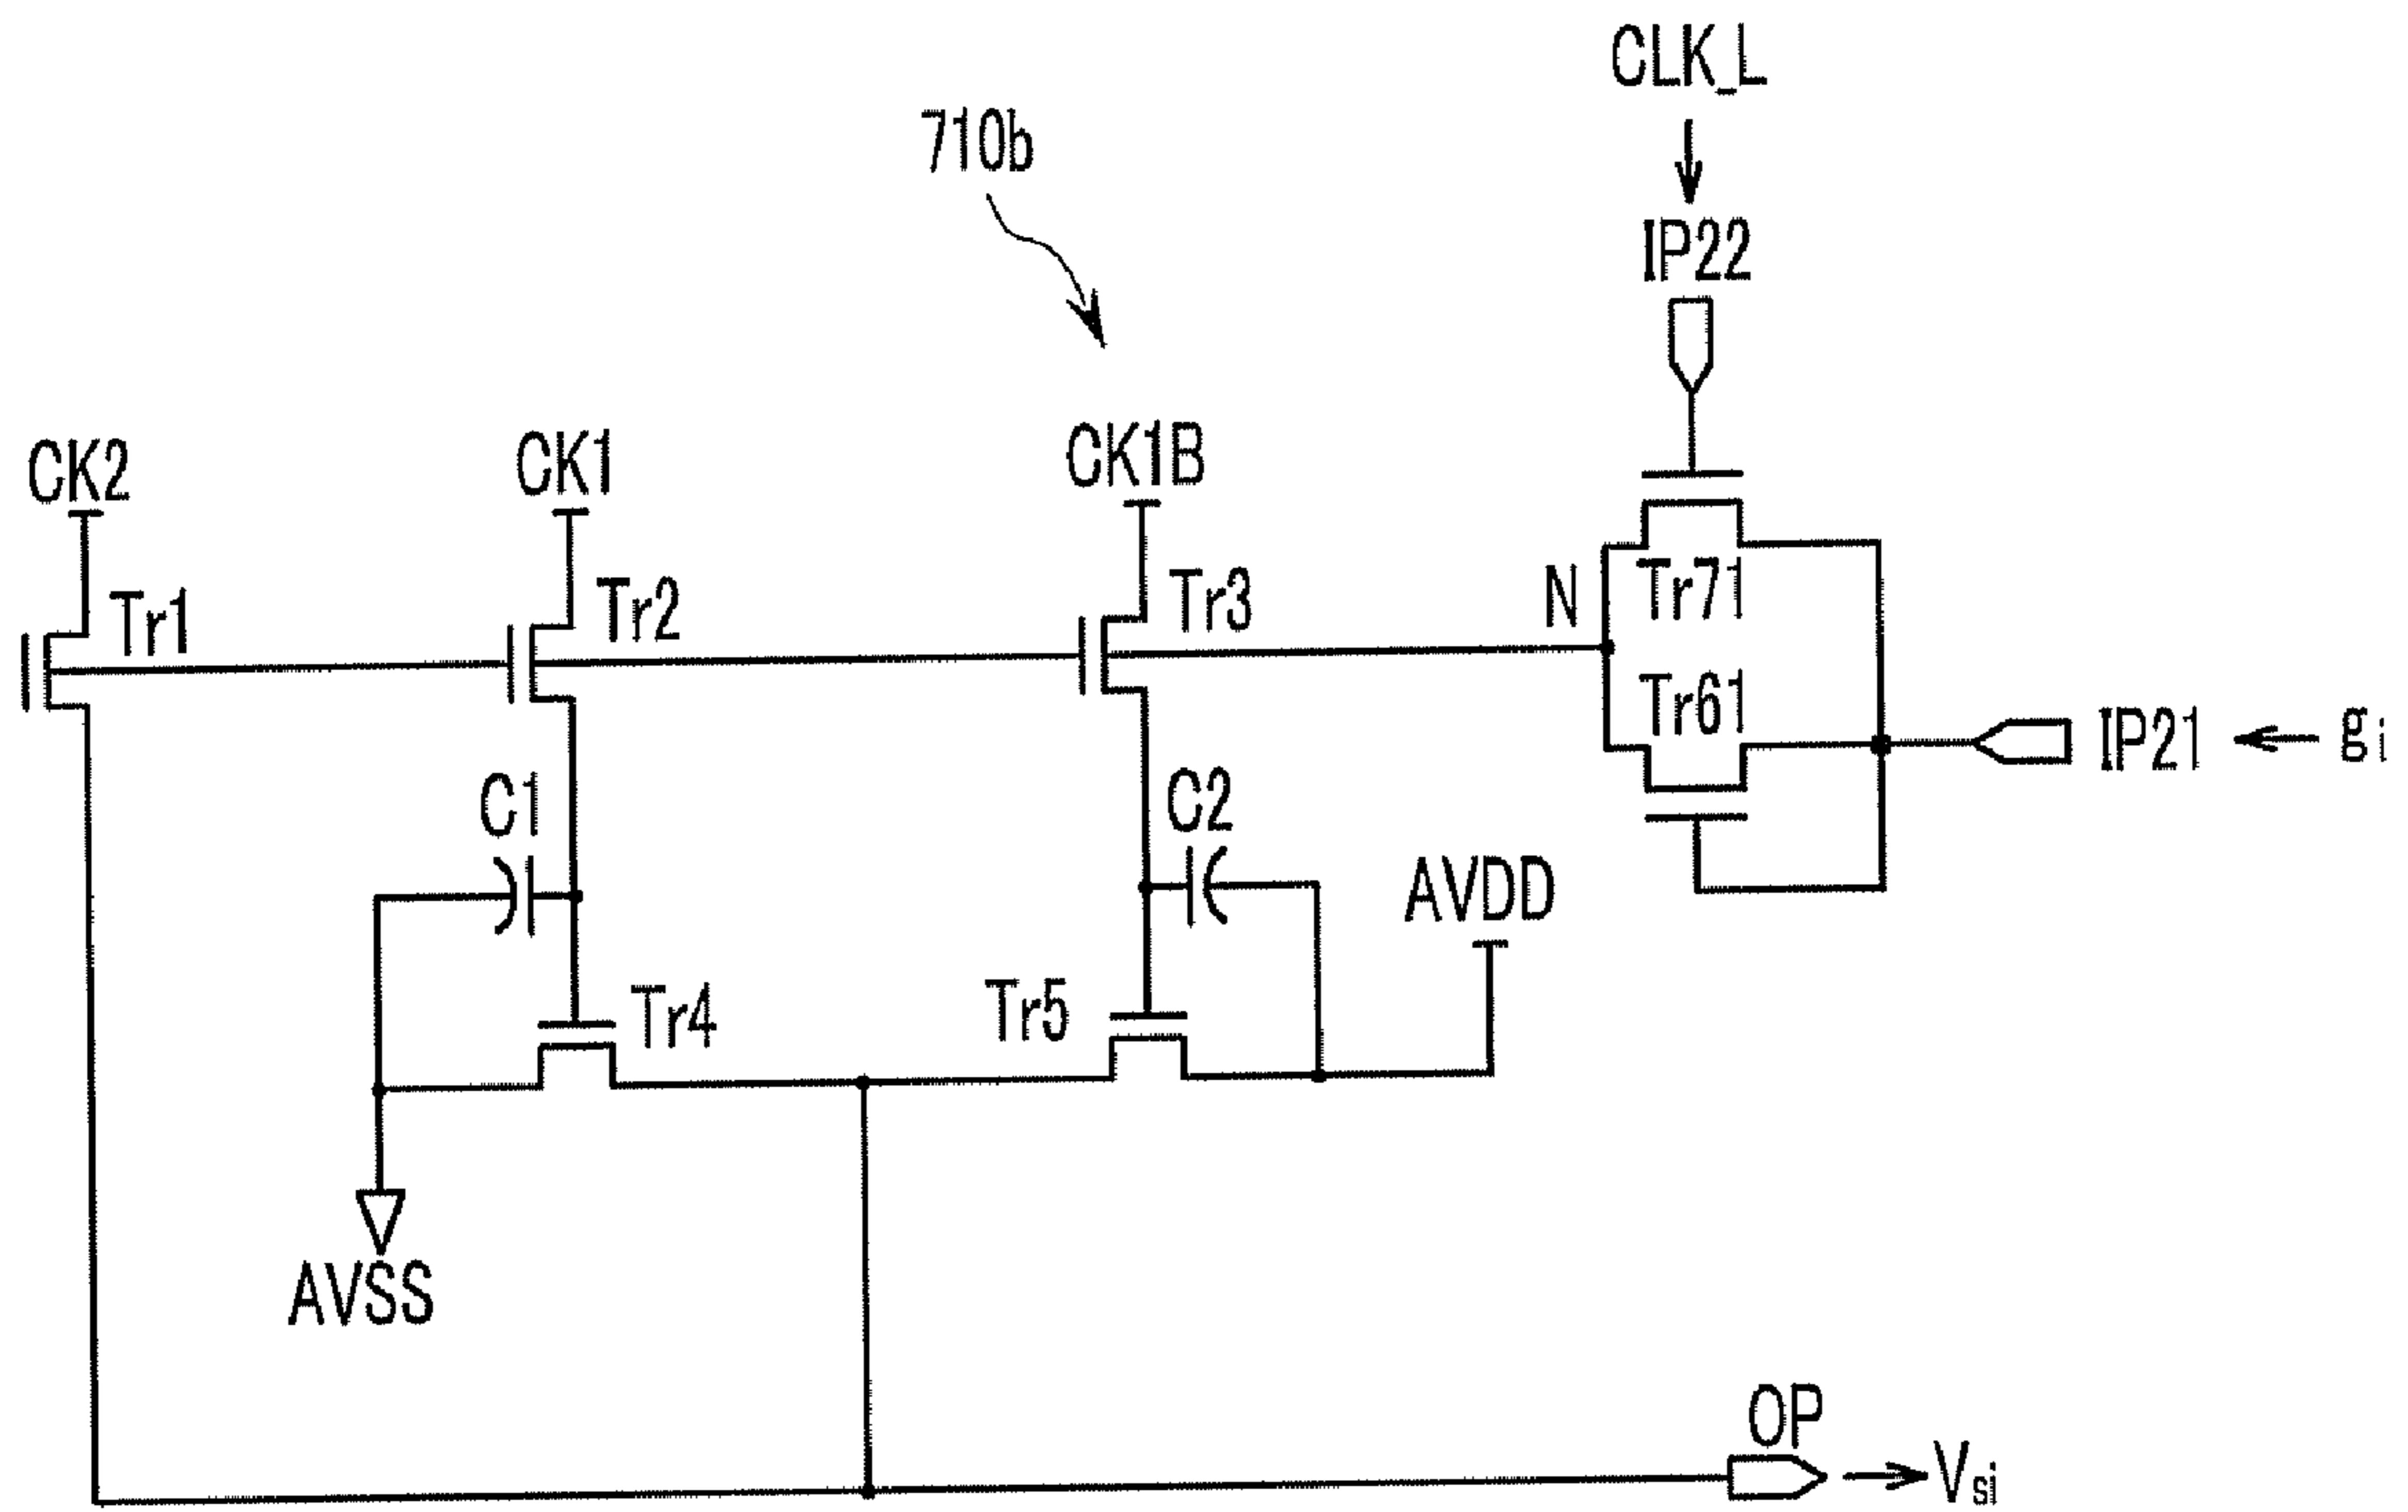 CLK_L
710b
IP22
CK2
CK1
CK1B
Tr1
Tr2
Tr3
N
Tr71
Tr61
IP21
gi
C1
C2
AVDD
Tr4
Tr5
AVSS
OP
Vsi